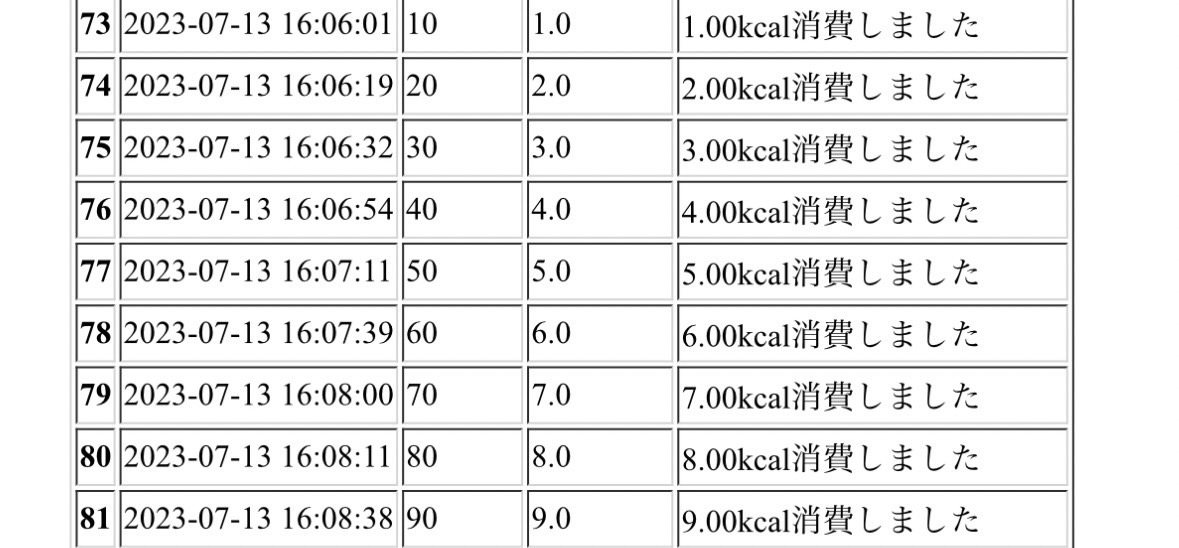 73 2023-07-13 16:06:01 10 1.0 1.00kcal消費しました
74 2023-07-13 16:06:19 20 2.0 2.00kcal消費しました
75 2023-07-13 16:06:32 30 3.0 3.00kcal消費しました
76 2023-07-13 16:06:54 40 4.0 4.00kcal消費しました
77 2023-07-13 16:07:11 50 5.0 5.00kcal消費しました
78 2023-07-13 16:07:39 60 6.0 6.00kcal消費しました
79 2023-07-13 16:08:00 70 7.0 7.00kcal消費しました
80 2023-07-13 16:08:11 80 8.0 8.00kcal消費しました
81 2023-07-13 16:08:38 90 9.0 9.00kcal消費しました